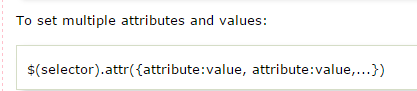 To set multiple attributes and values:
$(selector).attr({attribute:value, attribute:value,...})